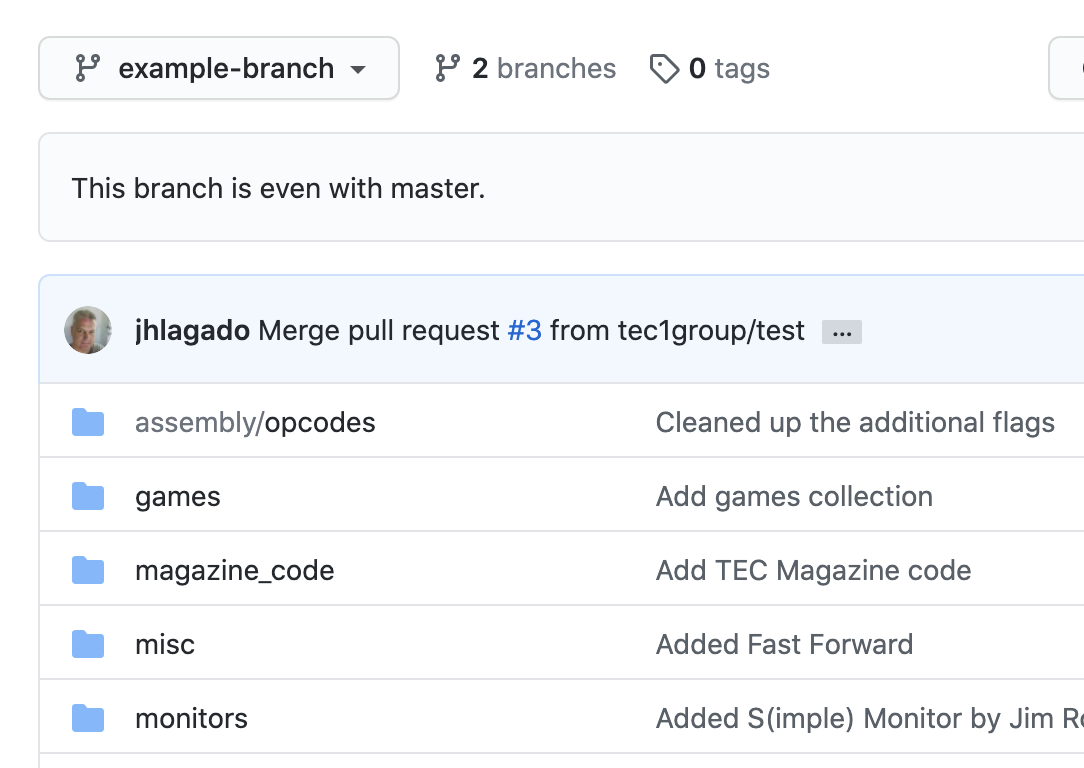 example-branch 2 branches 0 tags
This branch is even with master.
jhlagado Merge pull request #3 from tec1group/test ...
assembly/opcodes Cleaned up the additional flags
games Add games collection
magazine_code Add TEC Magazine code
misc Added Fast Forward
monitors Added S(imple) Monitor by Jim